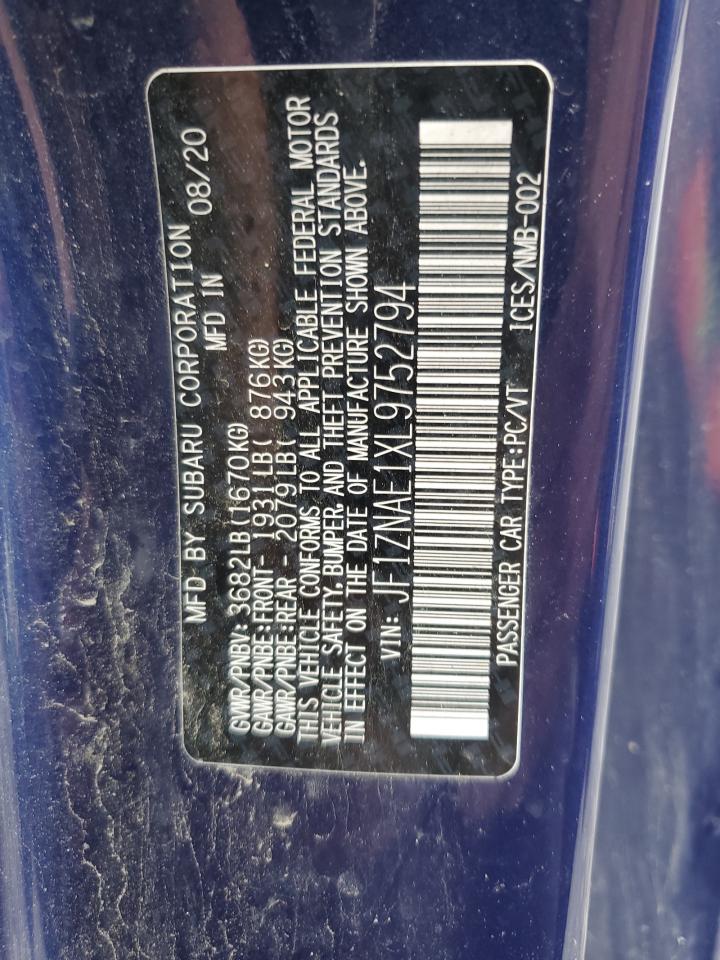 MFD BY SUBARU CORPORATION
MFD IN 08/20
GVWR/PNBV: 3682LB(1670KG)
GAWR/PNBE:FRONT- 1931LB( 876KG)
GAWR/PNBE:REAR - 2079LB( 943KG)
THIS VEHICLE CONFORMS TO ALL APPLICABLE FEDERAL MOTOR
VEHICLE SAFETY,BUMPER,AND THEFT PREVENTION STANDARDS
IN EFFECT ON THE DATE OF MANUFACTURE SHOWN ABOVE.
VIN: JF1ZNAE1XL9752794
PASSENGER CAR TYPE:PC/VT ICES/NMB-002